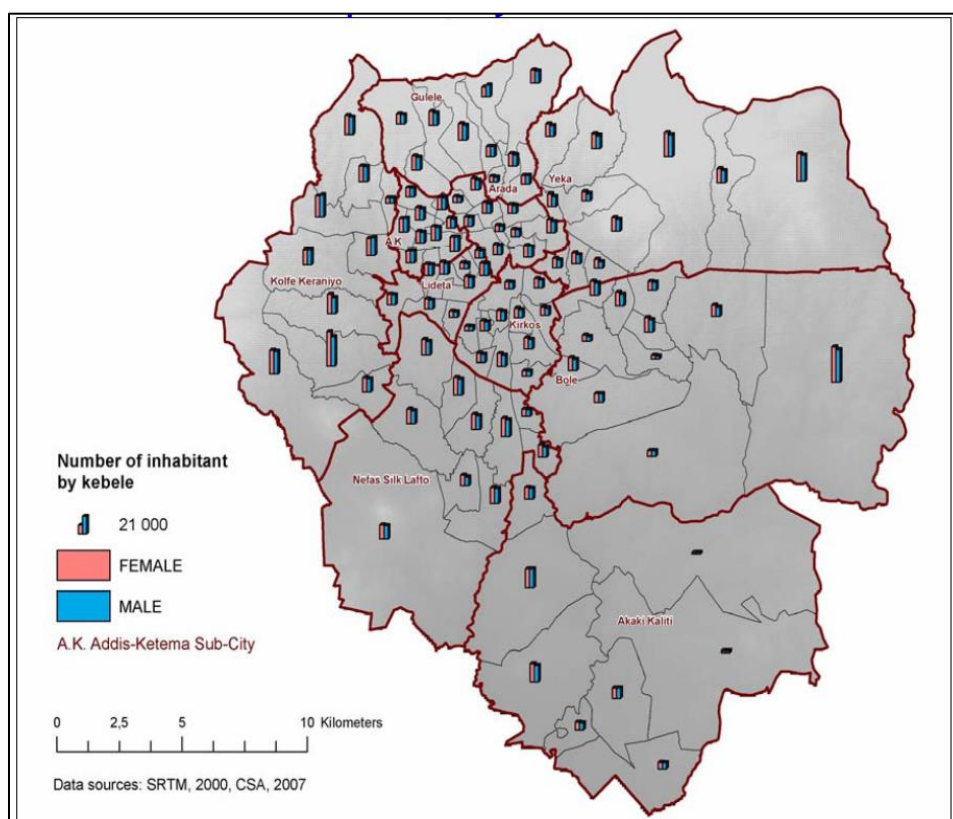 Gulele
Arada
Yeka
A.K
Kolfe Keraniyo
Lideta
Kirkos
Bole
Number of inhabitant
by kebele
21 000
FEMALE
MALE
A.K. Addis-Ketema Sub-City
Nefas Silk Lafto
Akaki Kaliti
0 2,5 5 10 Kilometers
Data sources: SRTM, 2000, CSA, 2007